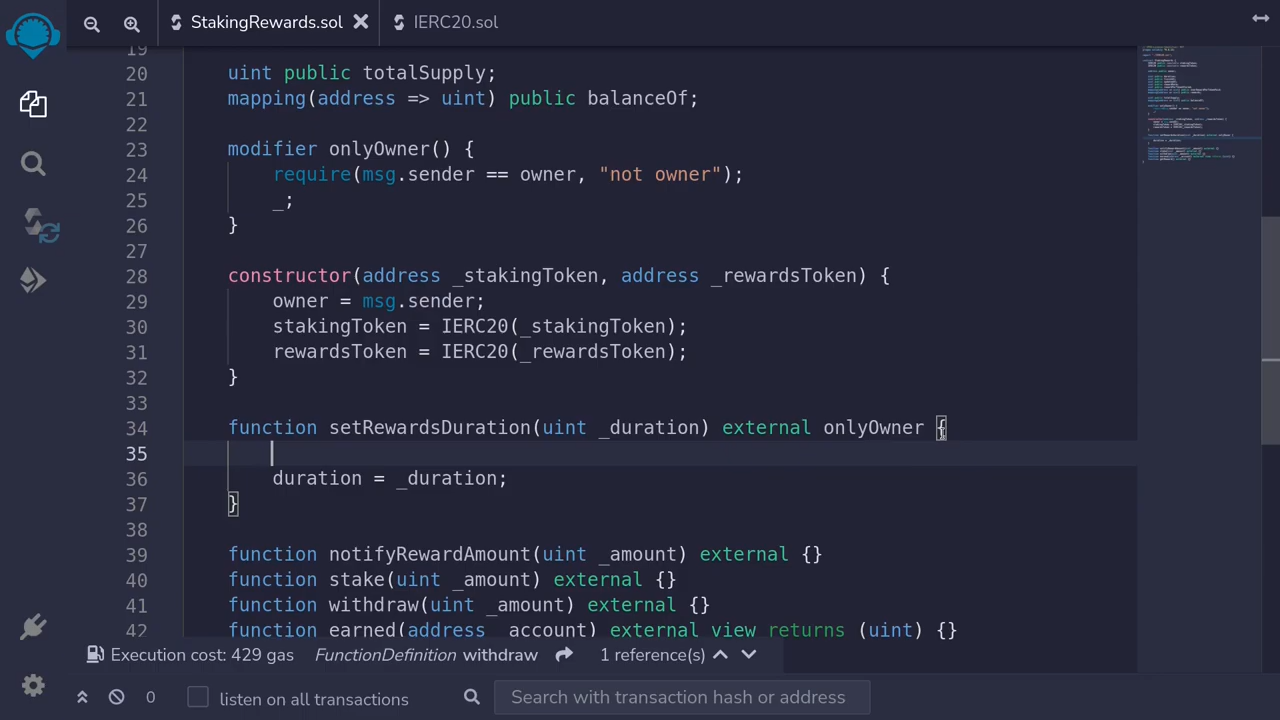 StakingRewards.sol
IERC20.sol
19
20 uint public totalSupply;
21 mapping(address => uint) public balanceOf;
22
23 modifier onlyOwner() {
24 require(msg.sender == owner, "not owner");
25 _;
26 }
27
28 constructor(address _stakingToken, address _rewardsToken) {
29 owner = msg.sender;
30 stakingToken = IERC20(_stakingToken);
31 rewardsToken = IERC20(_rewardsToken);
32 }
33
34 function setRewardsDuration(uint _duration) external onlyOwner {
35
36 duration = _duration;
37 }
38
39 function notifyRewardAmount(uint _amount) external {}
40 function stake(uint _amount) external {}
41 function withdraw(uint _amount) external {}
42 function earned(address _account) external view returns (uint) {}
Execution cost: 429 gas FunctionDefinition withdraw 1 reference(s)
0 listen on all transactions Search with transaction hash or address